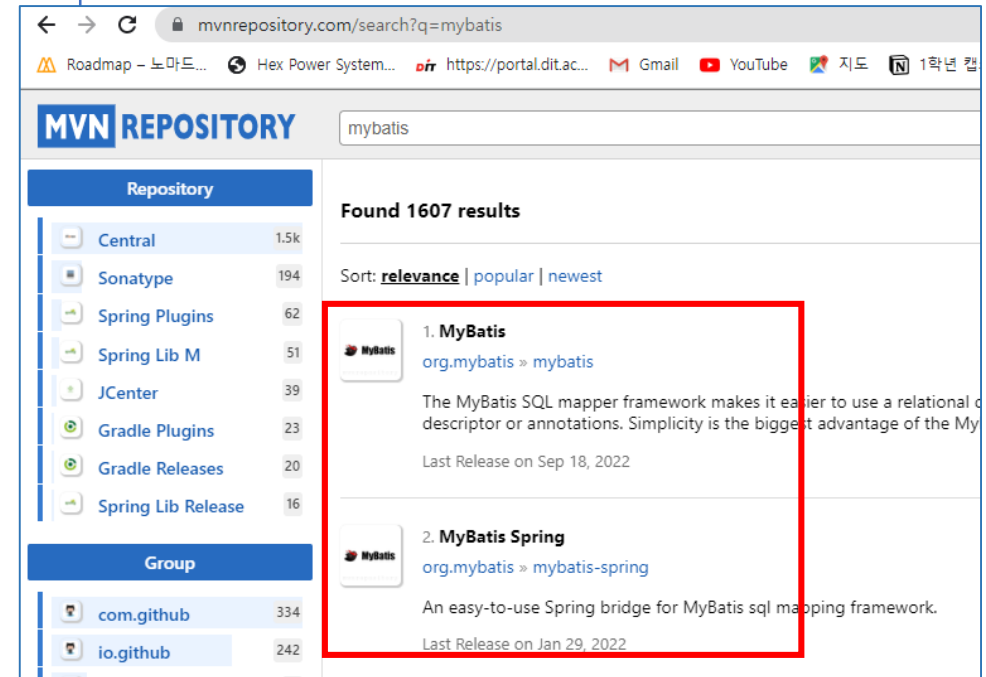 mvnrepository.com/search?q=mybatis
Roadmap – 노마드... Hex Power System... DIT https://portal.dit.ac... Gmail YouTube 지도 1학년 캡
MVN REPOSITORY
mybatis
Repository
Central 1.5k
Sonatype 194
Spring Plugins 62
Spring Lib M 51
JCenter 39
Gradle Plugins 23
Gradle Releases 20
Spring Lib Release 16
Group
com.github 334
io.github 242
Found 1607 results
Sort: relevance | popular | newest
1. MyBatis
MyBatis
org.mybatis » mybatis
The MyBatis SQL mapper framework makes it easier to use a relational
descriptor or annotations. Simplicity is the biggest advantage of the My
Last Release on Sep 18, 2022
2. MyBatis Spring
MyBatis
org.mybatis » mybatis-spring
An easy-to-use Spring bridge for MyBatis sql mapping framework.
Last Release on Jan 29, 2022